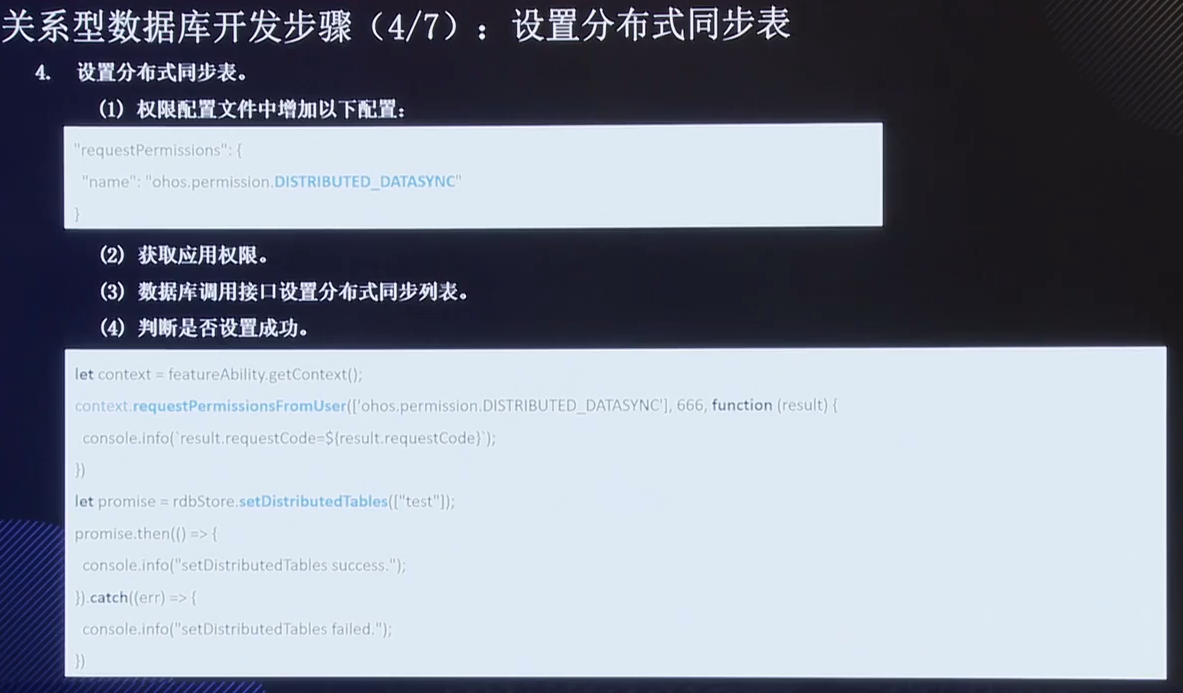 关系型数据库开发步骤（4/7）：设置分布式同步表
4. 设置分布式同步表。
(1) 权限配置文件中增加以下配置:
"requestPermissions": {
"name": "ohos.permission.DISTRIBUTED_DATASYNC"
}
(2) 获取应用权限。
(3) 数据库调用接口设置分布式同步列表。
(4) 判断是否设置成功。
let context = featureAbility.getContext();
context.requestPermissionsFromUser(['ohos.permission.DISTRIBUTED_DATASYNC'], 666, function (result) {
console.info(`result.requestCode=${result.requestCode}`);
})
let promise = rdbStore.setDistributedTables(["test"]);
promise.then(() => {
console.info("setDistributedTables success.");
}).catch((err) => {
console.info("setDistributedTables failed.");
})